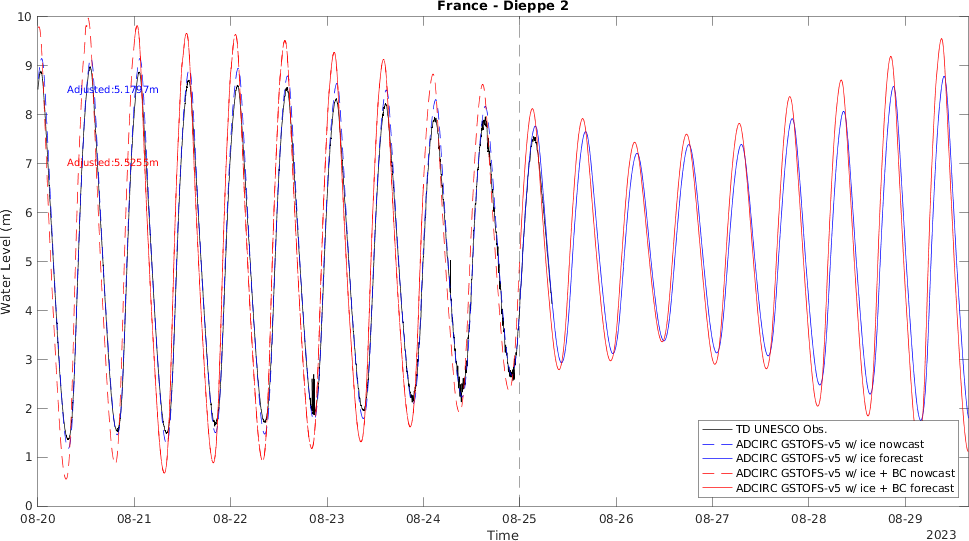 France - Dieppe 2
10
9
8
7
6
5
4
3
2
1
0
Water Level (m)
Adjusted:5.1797m
Adjusted:5.5255m
TD UNESCO Obs.
ADCIRC GSTOFS-v5 w/ ice nowcast
ADCIRC GSTOFS-v5 w/ ice forecast
ADCIRC GSTOFS-v5 w/ ice + BC nowcast
ADCIRC GSTOFS-v5 w/ ice + BC forecast
08-20 08-21 08-22 08-23 08-24 08-25 08-26 08-27 08-28 08-29
Time
2023